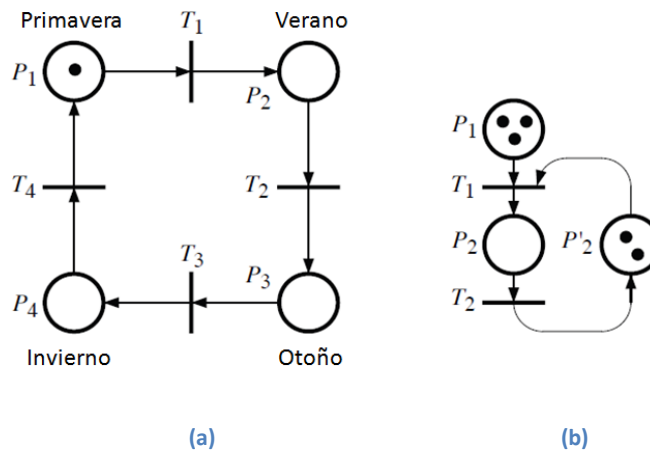 Primavera
T1
Verano
P1
P2
T4
T2
P4
T3
P3
Invierno
Otoño
(a)
P1
T1
P2
P'2
T2
(b)